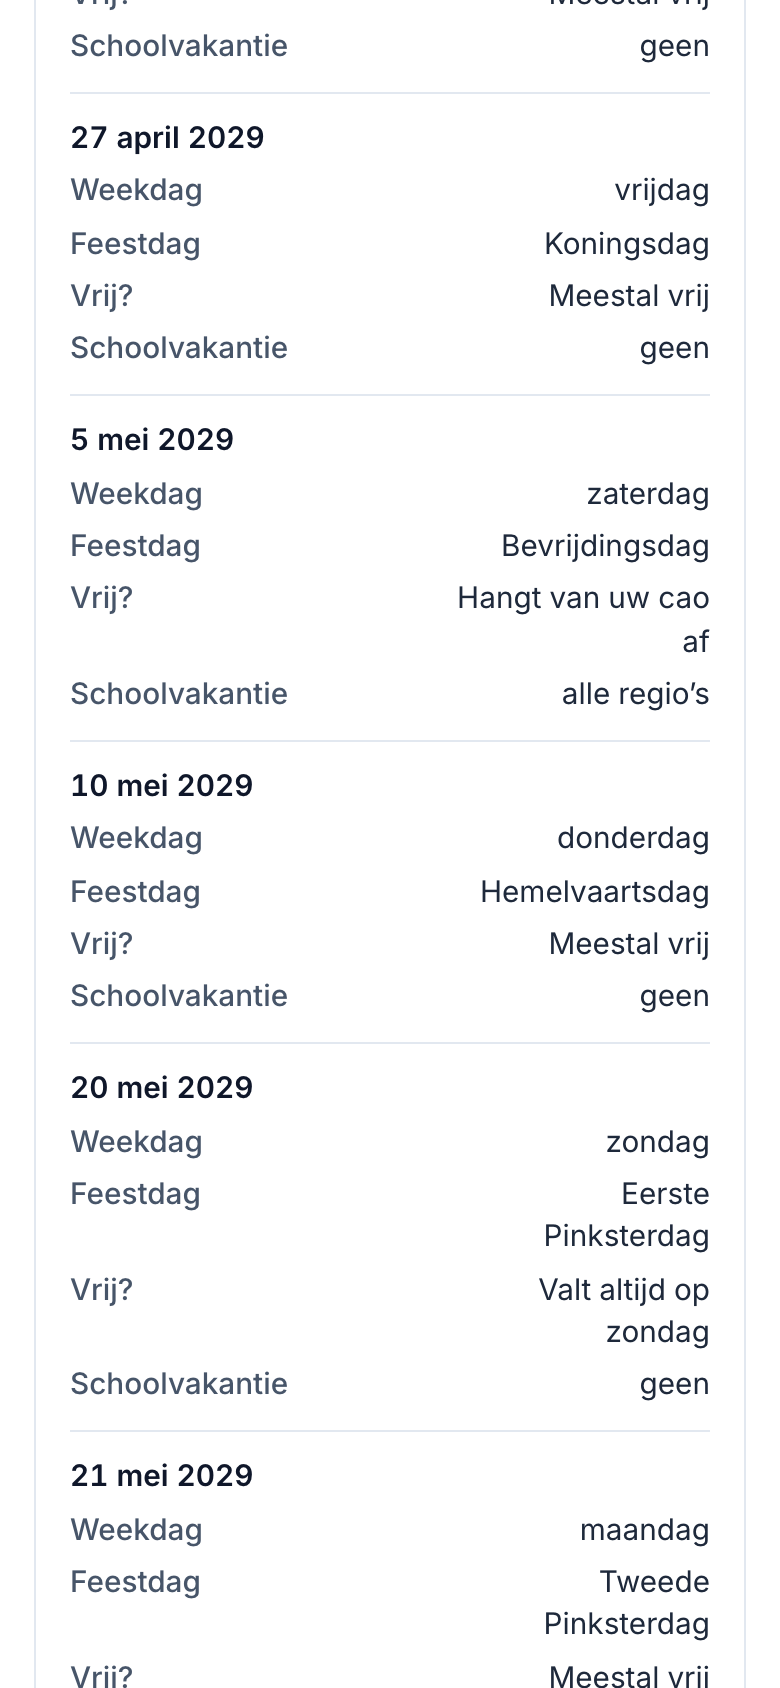 Vrij? Meestal vrij
Schoolvakantie geen
27 april 2029
Weekdag vrijdag
Feestdag Koningsdag
Vrij? Meestal vrij
Schoolvakantie geen
5 mei 2029
Weekdag zaterdag
Feestdag Bevrijdingsdag
Vrij? Hangt van uw cao
af
Schoolvakantie alle regio’s
10 mei 2029
Weekdag donderdag
Feestdag Hemelvaartsdag
Vrij? Meestal vrij
Schoolvakantie geen
20 mei 2029
Weekdag zondag
Feestdag Eerste
Pinksterdag
Vrij? Valt altijd op
zondag
Schoolvakantie geen
21 mei 2029
Weekdag maandag
Feestdag Tweede
Pinksterdag
Vrij? Meestal vrij